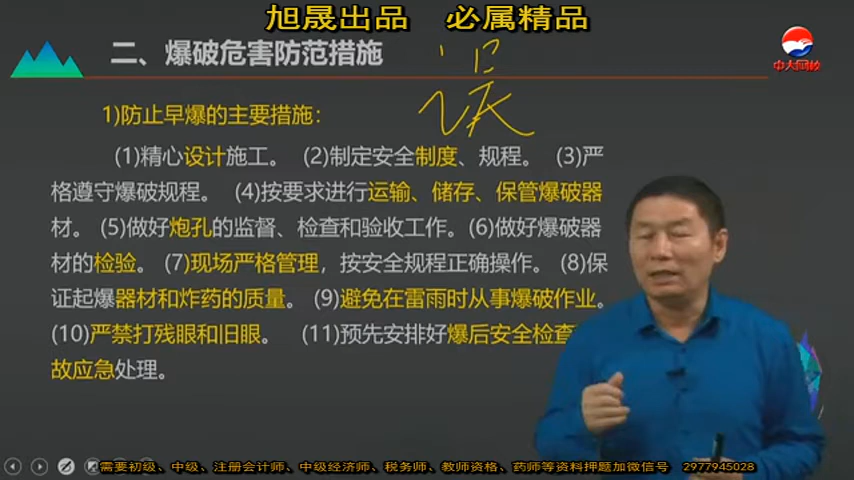 旭晟出品 必属精品
二、爆破危害防范措施
误
中大网校
1)防止早爆的主要措施：
(1)精心设计施工。 (2)制定安全制度、规程。 (3)严
格遵守爆破规程。 (4)按要求进行运输、储存、保管爆破器
材。 (5)做好炮孔的监督、检查和验收工作。(6)做好爆破器
材的检验。 (7)现场严格管理，按安全规程正确操作。 (8)保
证起爆器材和炸药的质量。 (9)避免在雷雨时从事爆破作业。
(10)严禁打残眼和旧眼。 (11)预先安排好爆后安全检查
故应急处理。
需要初级、中级、注册会计师、中级经济师、税务师、教师资格、药师等资料押题加微信号 2977945028